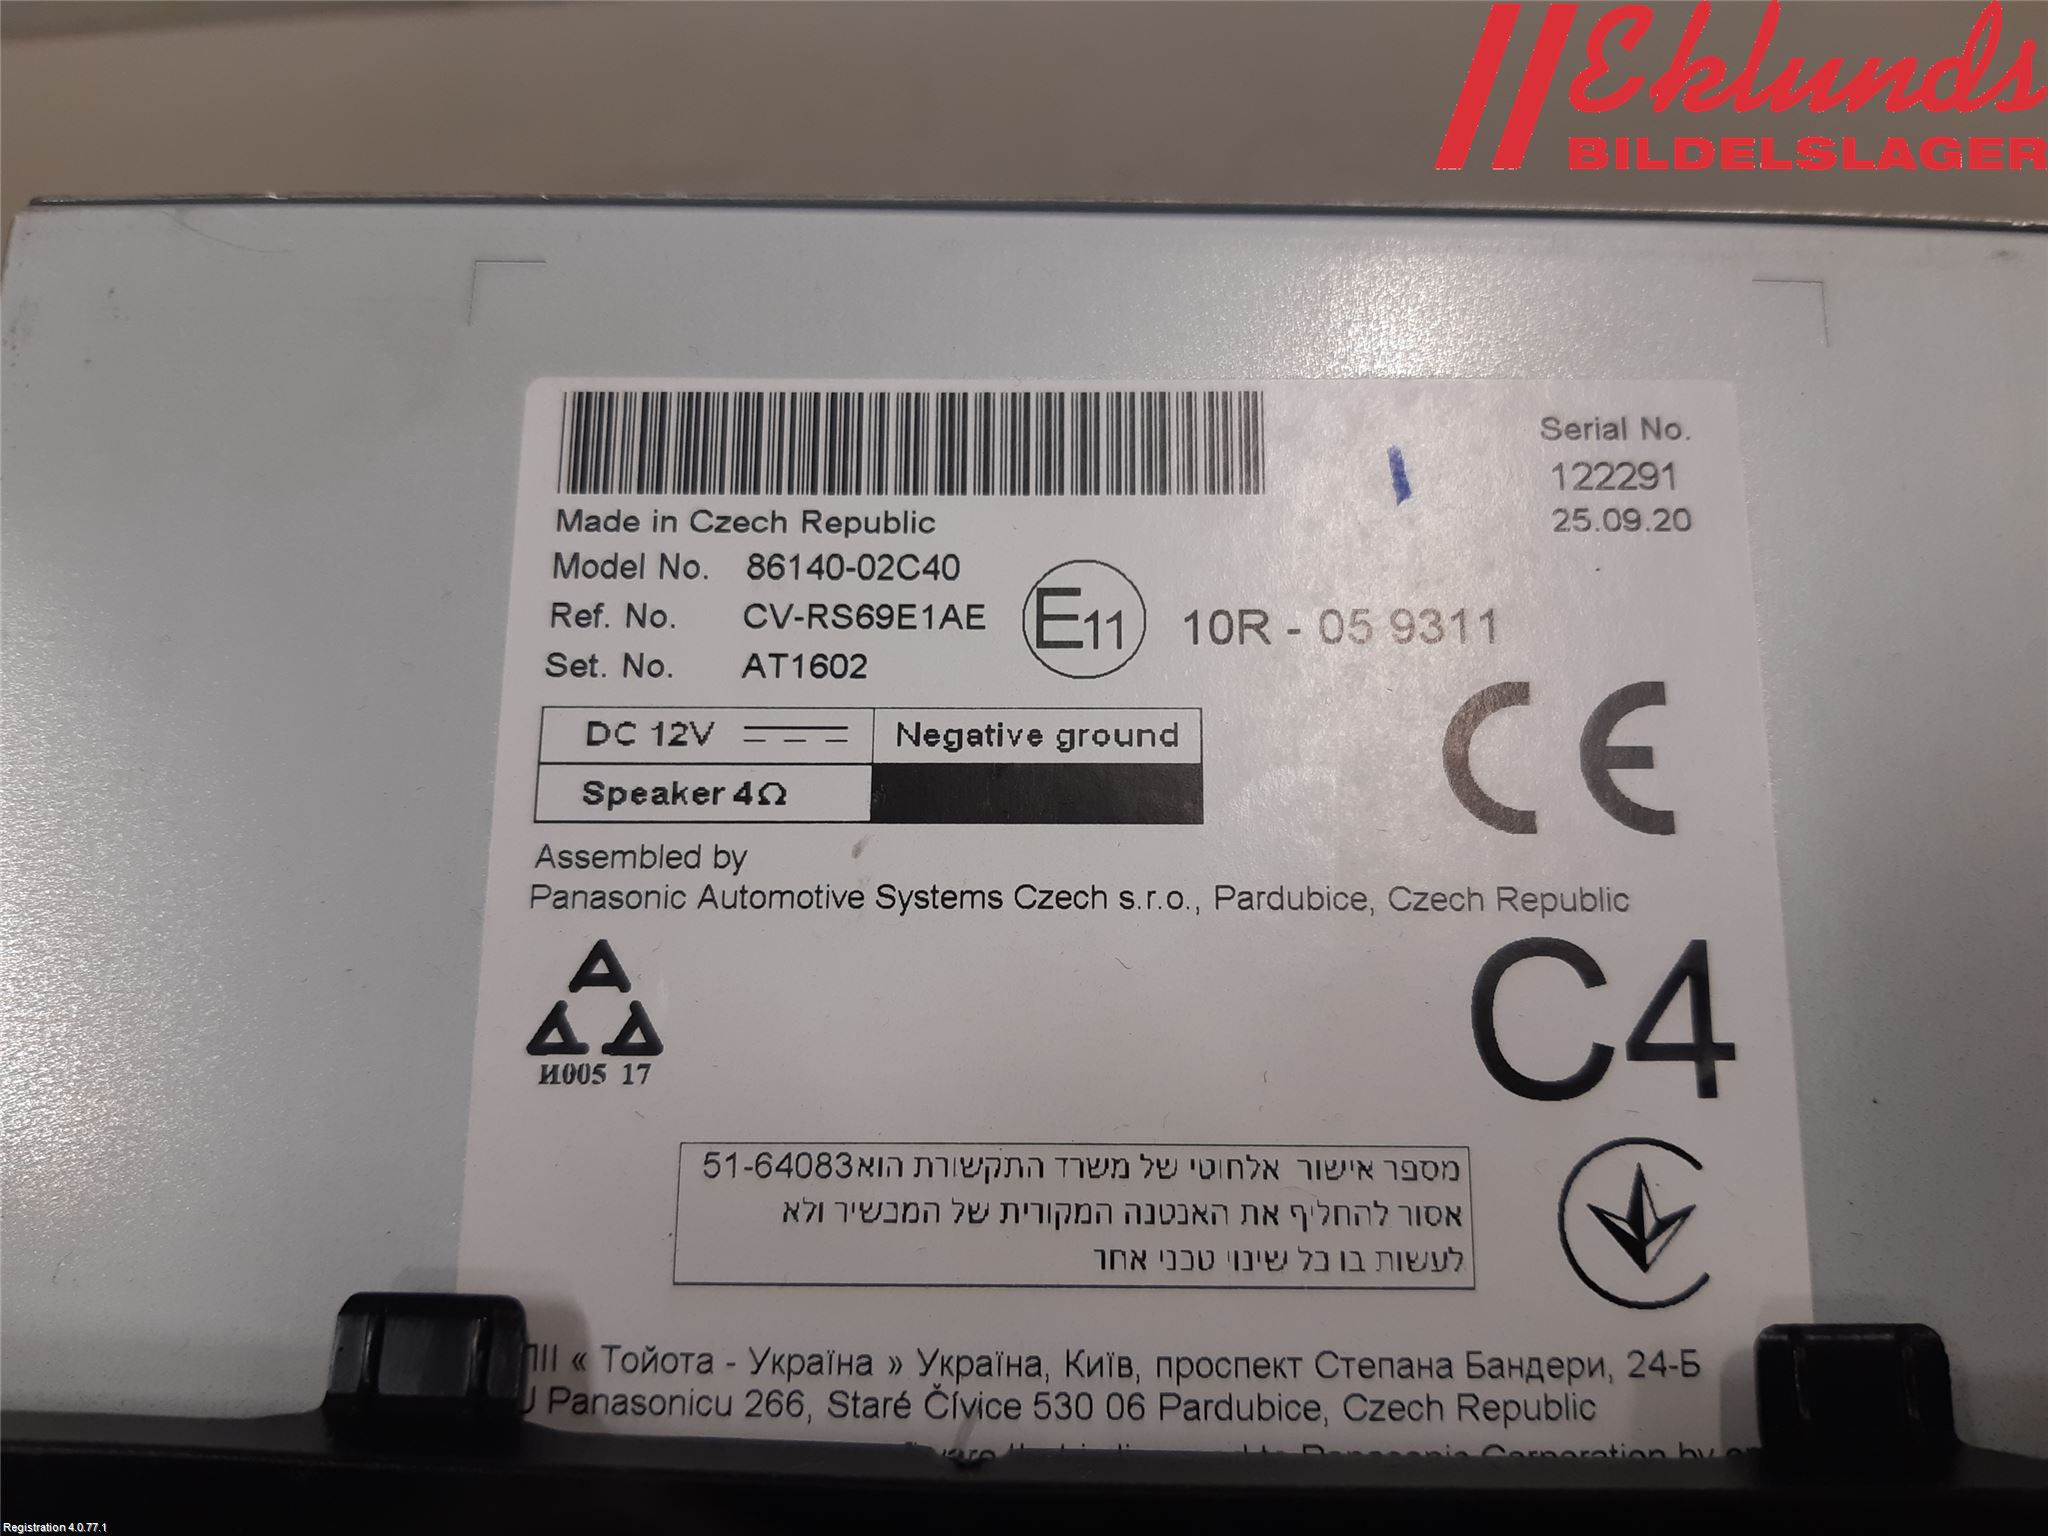 Eklunds
BILDELSLAGER
Serial No.
122291
25.09.20
Made in Czech Republic
Model No. 86140-02C40
Ref. No. CV-RS69E1AE
Set. No. AT1602
E11 10R - 05 9311
DC 12V Negative ground
Speaker 4Ω
CE
Assembled by
Panasonic Automotive Systems Czech s.r.o., Pardubice, Czech Republic
И005 17
C4
מספר אישור אלחוטי של משרד התקשורת הוא51-64083
אסור להחליף את האנטנה המקורית של המכשיר ולא
לעשות בו כל שינוי טכני אחר
« Тойота - Україна » Україна, Київ, проспект Степана Бандери, 24-Б
U Panasonicu 266, Staré Čívice 530 06 Pardubice, Czech Republic
Panasonic Corporation by
Registration 4.0.77.1